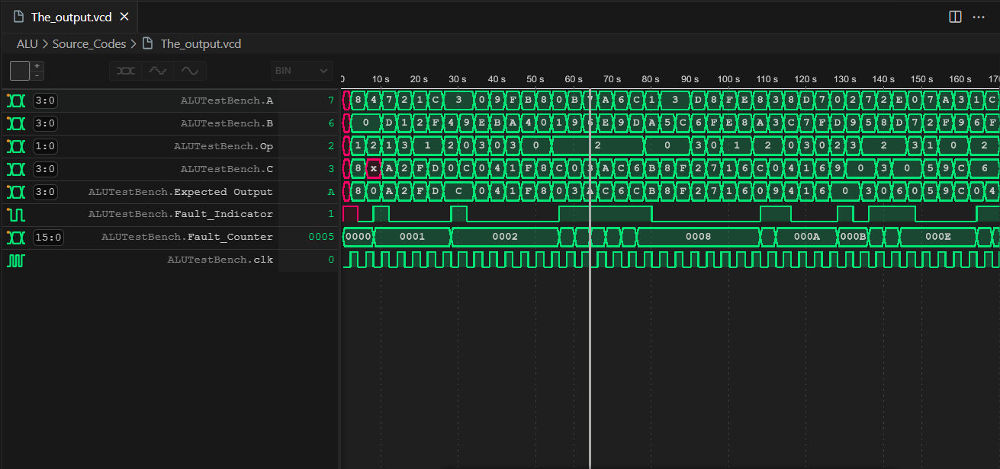 The_output.vcd
ALU > Source_Codes > The_output.vcd
+
-
BIN
0 10 s 20 s 30 s 40 s 50 s 60 s 70 s 80 s 90 s 100 s 110 s 120 s 130 s 140 s 150 s 160 s 170
3:0 ALUTestBench.A 7 8 4 7 2 1 C 3 0 9 F B 8 0 B 7 A 6 C 1 3 D 8 F E 8 3 8 D 7 0 2 7 2 E 0 7 A 3 1 C
3:0 ALUTestBench.B 6 0 D 1 2 F 4 9 E B A 4 0 1 9 6 E 9 D A 5 C 6 F E 8 A 3 C 7 F D 9 5 8 D 7 2 F 9 6 F
1:0 ALUTestBench.Op 2 1 2 1 3 1 2 0 3 0 3 0 2 0 3 0 1 2 0 3 0 2 3 2 3 1 0 2
3:0 ALUTestBench.C 3 8 x A 2 F D 0 C 0 4 1 F 8 C 0 3 A C 6 B 8 F 2 7 1 6 C 0 4 1 6 9 0 3 0 5 9 C 6
3:0 ALUTestBench.Expected Output A 8 0 A 2 F D C 0 4 1 F 8 0 3 A C 6 C B 8 F 2 7 1 6 0 9 4 1 6 0 3 0 6 0 5 9 C 0 4
ALUTestBench.Fault_Indicator 1
15:0 ALUTestBench.Fault_Counter 0005 0000 0001 0002 0008 000A 000B 000E
ALUTestBench.clk 0